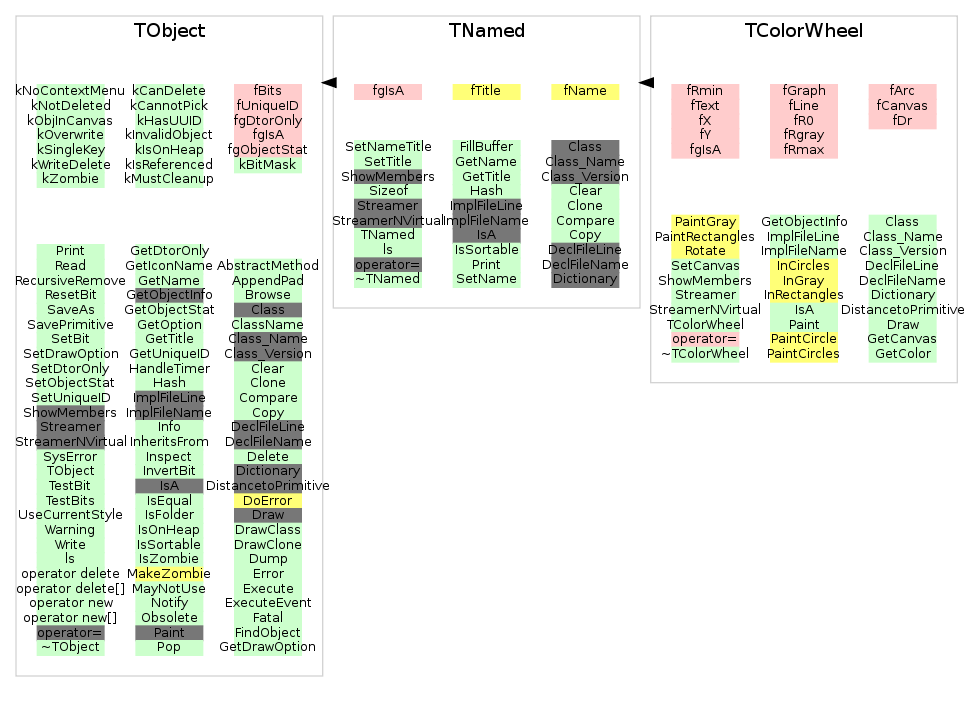 TObject
kNoContextMenu
kNotDeleted
kObjInCanvas
kOverwrite
kSingleKey
kWriteDelete
kZombie
kCanDelete
kCannotPick
kHasUUID
kInvalidObject
kIsOnHeap
kIsReferenced
kMustCleanup
fBits
fUniqueID
fgDtorOnly
fgIsA
fgObjectStat
kBitMask
Print
Read
RecursiveRemove
ResetBit
SaveAs
SavePrimitive
SetBit
SetDrawOption
SetDtorOnly
SetObjectStat
SetUniqueID
ShowMembers
Streamer
StreamerNVirtual
SysError
TObject
TestBit
TestBits
UseCurrentStyle
Warning
Write
ls
operator delete
operator delete[]
operator new
operator new[]
operator=
~TObject
GetDtorOnly
GetIconName
GetName
GetObjectInfo
GetObjectStat
GetOption
GetTitle
GetUniqueID
HandleTimer
Hash
ImplFileLine
ImplFileName
Info
InheritsFrom
Inspect
InvertBit
IsA
IsEqual
IsFolder
IsOnHeap
IsSortable
IsZombie
MakeZombie
MayNotUse
Notify
Obsolete
Paint
Pop
AbstractMethod
AppendPad
Browse
Class
ClassName
Class_Name
Class_Version
Clear
Clone
Compare
Copy
DeclFileLine
DeclFileName
Delete
Dictionary
DistancetoPrimitive
DoError
Draw
DrawClass
DrawClone
Dump
Error
Execute
ExecuteEvent
Fatal
FindObject
GetDrawOption
TNamed
fgIsA
fTitle
fName
SetNameTitle
SetTitle
ShowMembers
Sizeof
Streamer
StreamerNVirtual
TNamed
ls
operator=
~TNamed
FillBuffer
GetName
GetTitle
Hash
ImplFileLine
ImplFileName
IsA
IsSortable
Print
SetName
Class
Class_Name
Class_Version
Clear
Clone
Compare
Copy
DeclFileLine
DeclFileName
Dictionary
TColorWheel
fRmin
fText
fX
fY
fgIsA
fGraph
fLine
fR0
fRgray
fRmax
fArc
fCanvas
fDr
PaintGray
PaintRectangles
Rotate
SetCanvas
ShowMembers
Streamer
StreamerNVirtual
TColorWheel
operator=
~TColorWheel
GetObjectInfo
ImplFileLine
ImplFileName
InCircles
InGray
InRectangles
IsA
Paint
PaintCircle
PaintCircles
Class
Class_Name
Class_Version
DeclFileLine
DeclFileName
Dictionary
DistancetoPrimitive
Draw
GetCanvas
GetColor